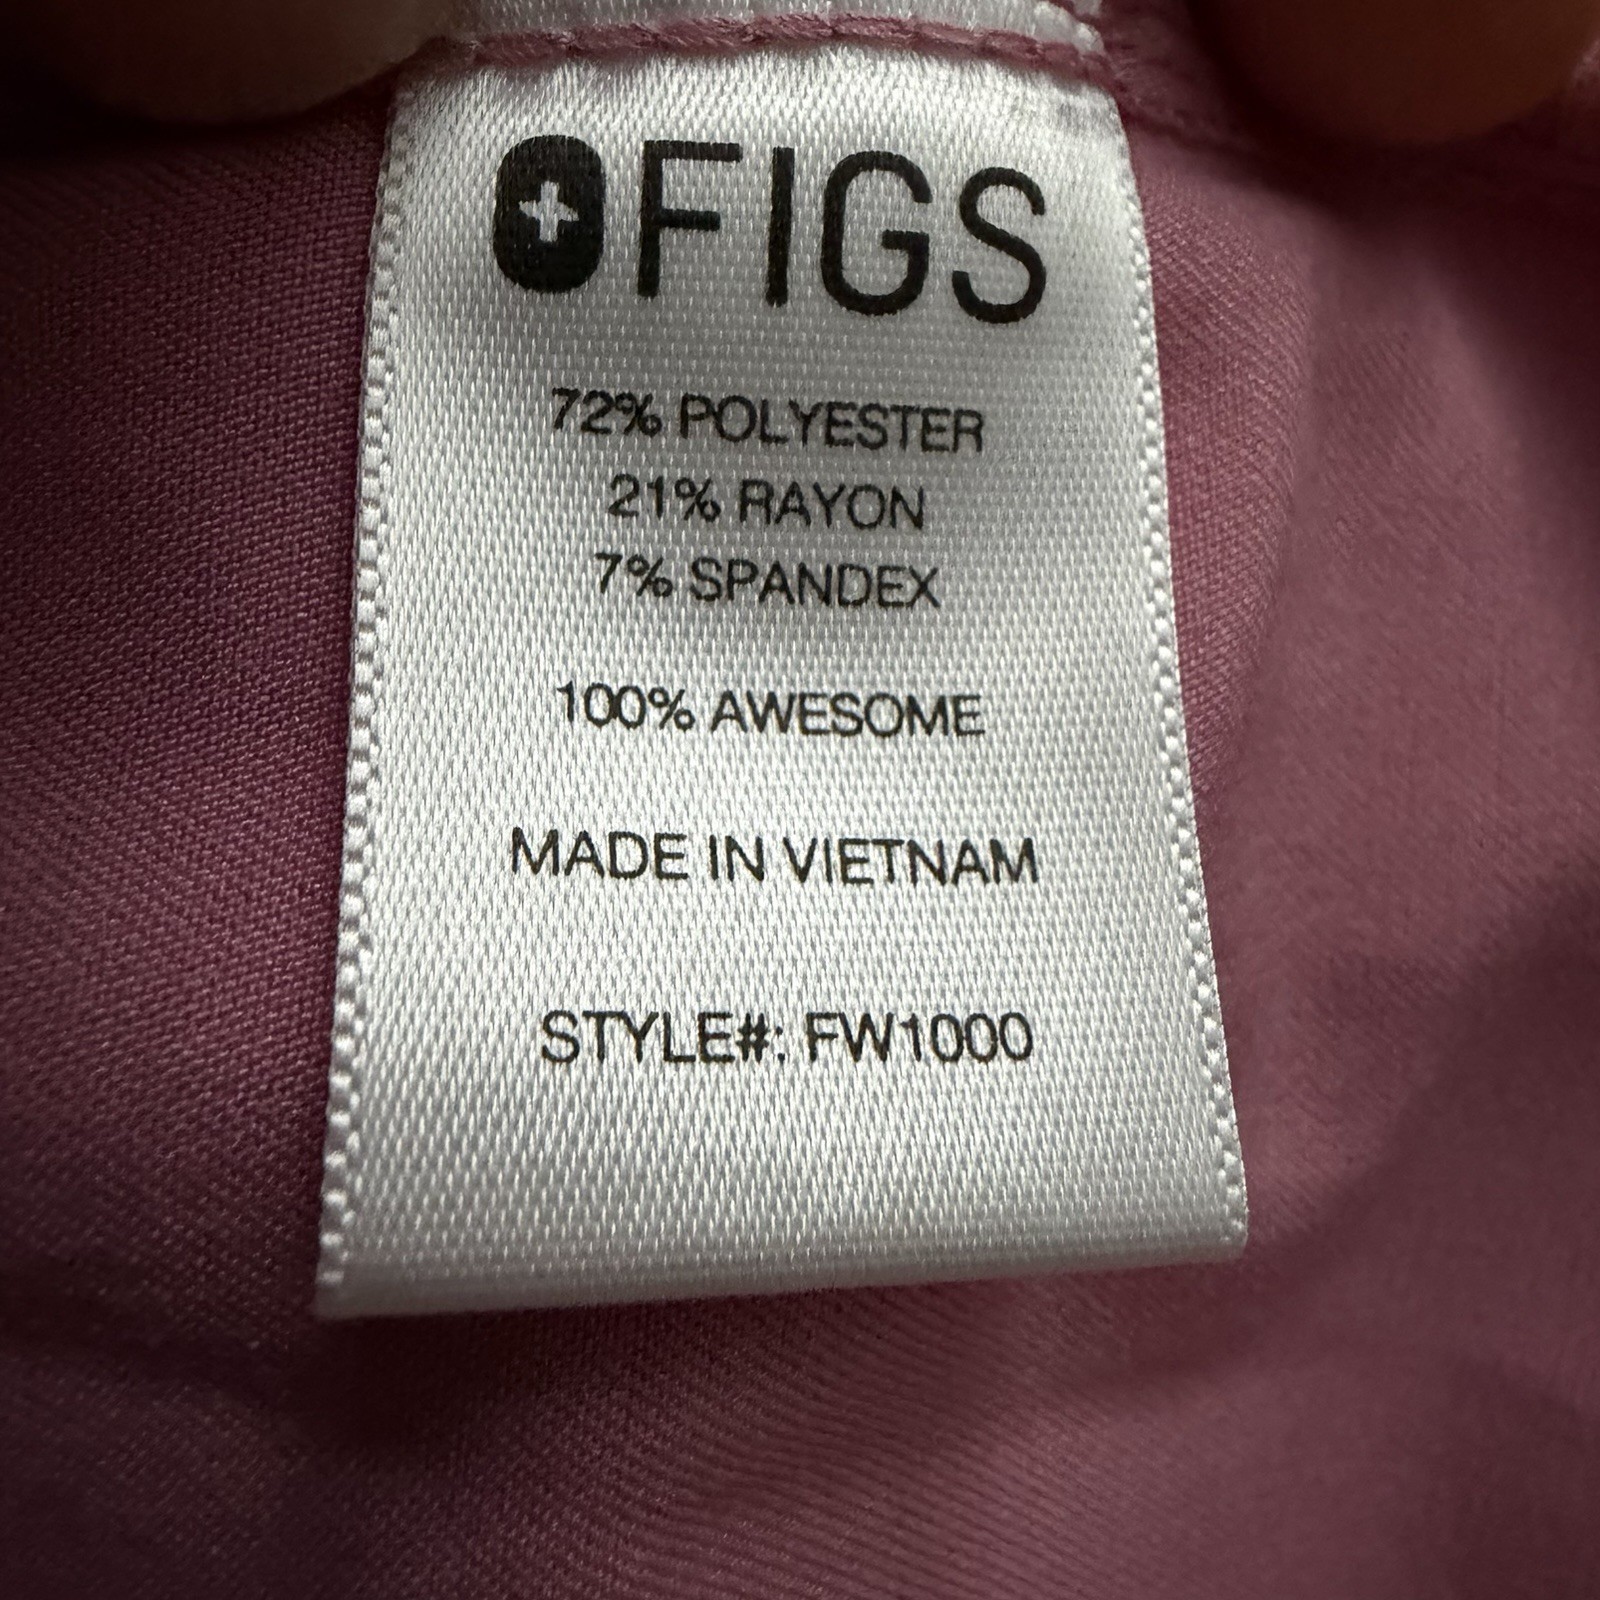 FIGS
72% POLYESTER
21% RAYON
7% SPANDEX
100% AWESOME
MADE IN VIETNAM
STYLE#: FW1000